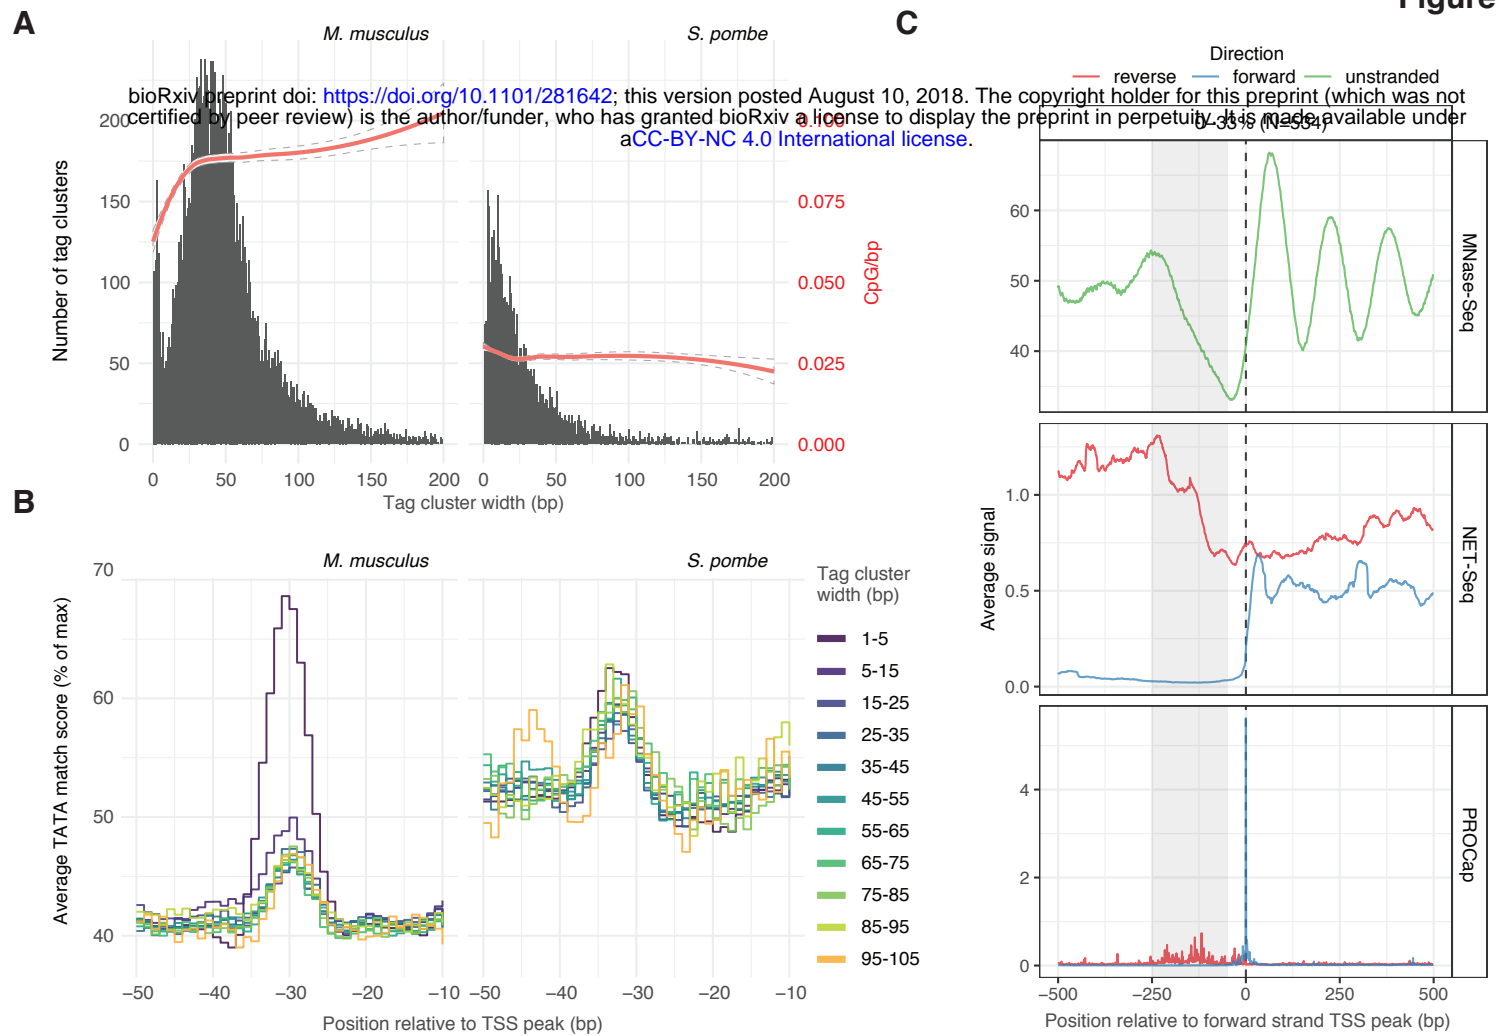 Figure
A
M. musculus
S. pombe
C
Direction
reverse
forward
unstranded
bioRxiv preprint doi: https://doi.org/10.1101/281642; this version posted August 10, 2018. The copyright holder for this preprint (which was not
certified by peer review) is the author/funder, who has granted bioRxiv a license to display the preprint in perpetuity. It is made available under
aCC-BY-NC 4.0 International license.
0-33% (N=534)
Number of tag clusters
200
150
100
50
0
0.100
0.075
0.050
0.025
0.000
CpG/bp
0 50 100 150 200
0 50 100 150 200
Tag cluster width (bp)
B
M. musculus
S. pombe
Average TATA match score (% of max)
70
60
50
40
−50 −40 −30 −20 −10
−50 −40 −30 −20 −10
Position relative to TSS peak (bp)
Tag cluster
width (bp)
1-5
5-15
15-25
25-35
35-45
45-55
55-65
65-75
75-85
85-95
95-105
Average signal
60
50
40
MNase-Seq
1.0
0.5
0.0
NET-Seq
4
2
0
PROCap
−500 −250 0 250 500
Position relative to forward strand TSS peak (bp)